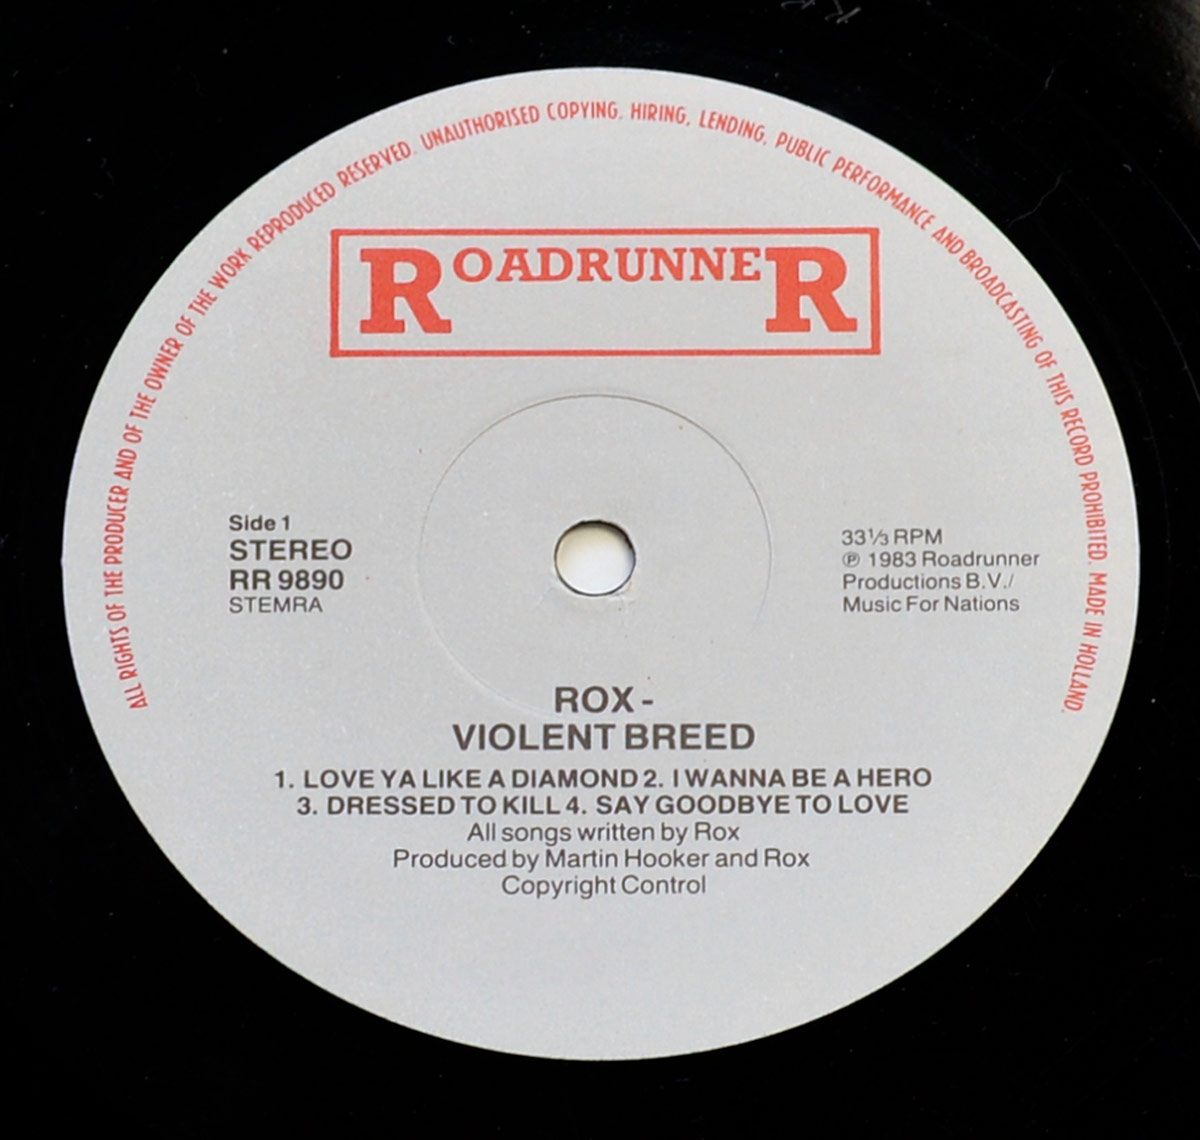 ALL RIGHTS OF THE PRODUCER AND OF THE OWNER OF THE WORK REPRODUCED RESERVED. UNAUTHORISED COPYING, HIRING, LENDING, PUBLIC PERFORMANCE AND BROADCASTING OF THIS RECORD PROHIBITED. MADE IN HOLLAND.
ROADRUNNER
Side 1
STEREO
RR 9890
STEMRA
33⅓ RPM
℗ 1983 Roadrunner
Productions B.V./
Music For Nations
ROX -
VIOLENT BREED
1. LOVE YA LIKE A DIAMOND 2. I WANNA BE A HERO
3. DRESSED TO KILL 4. SAY GOODBYE TO LOVE
All songs written by Rox
Produced by Martin Hooker and Rox
Copyright Control